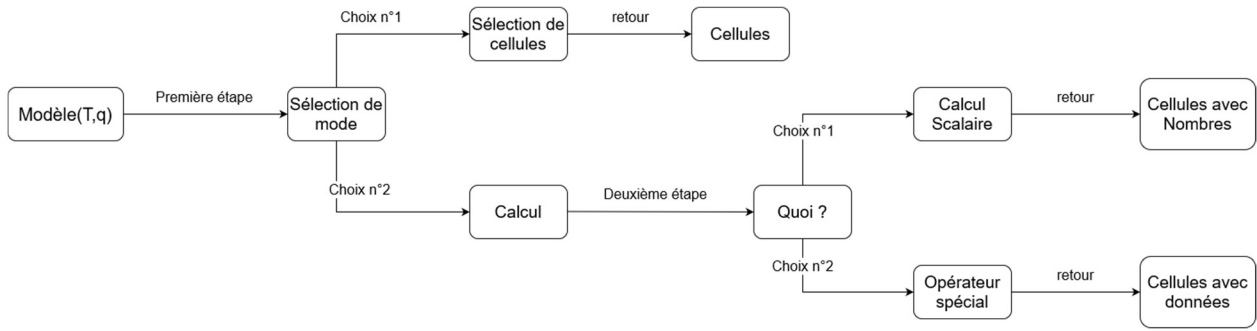 Modèle(T,q)
Première étape
Sélection de
mode
Choix n°1
Sélection de
cellules
retour
Cellules
Choix n°2
Calcul
Deuxième étape
Quoi ?
Choix n°1
Calcul
Scalaire
retour
Cellules avec
Nombres
Choix n°2
Opérateur
spécial
retour
Cellules avec
données